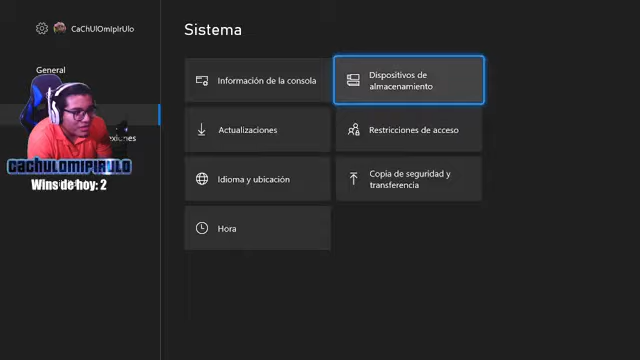 CaChUlOmIpIrUlo
Sistema
General
Información de la consola
Dispositivos de
almacenamiento
Actualizaciones
Restricciones de acceso
exiones
CACHULOMIPIRULO
Wins de hoy: 2
Idioma y ubicación
Copia de seguridad y
transferencia
Hora